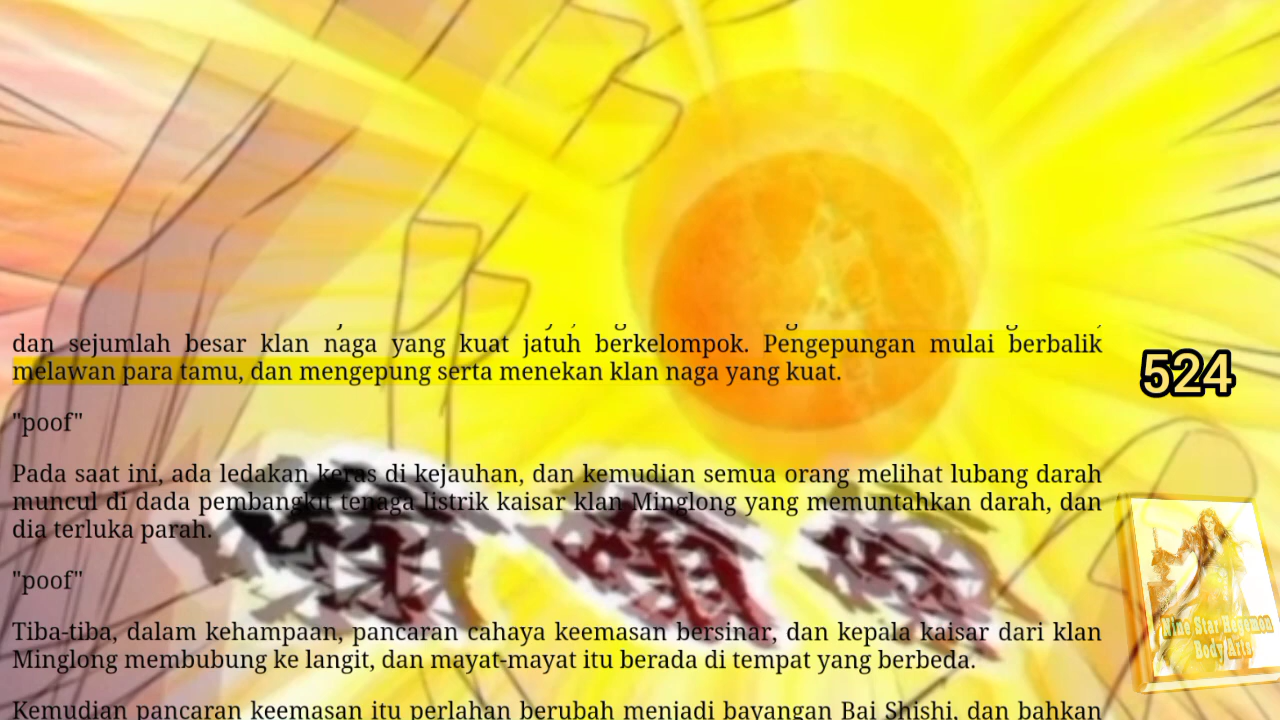 dan sejumlah besar klan naga yang kuat jatuh berkelompok. Pengepungan mulai berbalik
melawan para tamu, dan mengepung serta menekan klan naga yang kuat.
"poof"
Pada saat ini, ada ledakan keras di kejauhan, dan kemudian semua orang melihat lubang darah
muncul di dada pembangkit tenaga listrik kaisar klan Minglong yang memuntahkan darah, dan
dia terluka parah.
"poof"
Tiba-tiba, dalam kehampaan, pancaran cahaya keemasan bersinar, dan kepala kaisar dari klan
Minglong membubung ke langit, dan mayat-mayat itu berada di tempat yang berbeda.
Kemudian pancaran keemasan itu perlahan berubah menjadi bayangan Bai Shishi, dan bahkan
524
Nine Star Hegemon
Body Arts